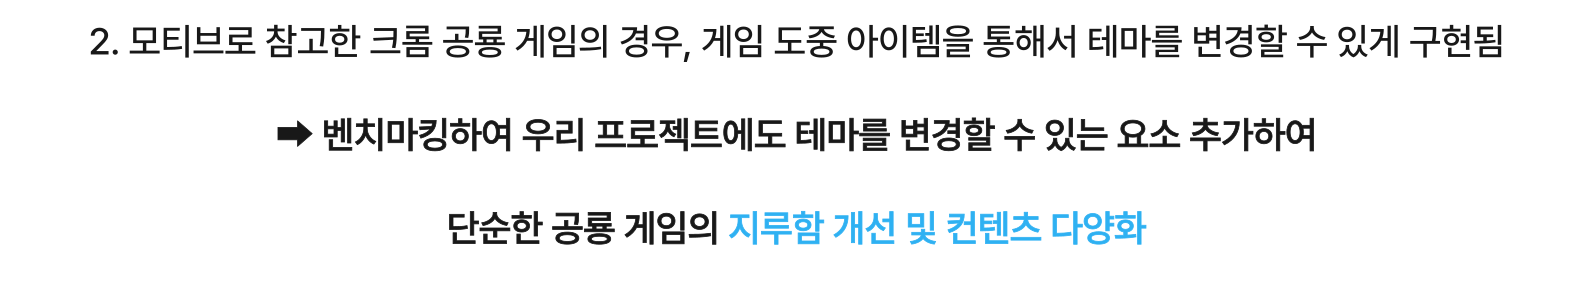 2. 모티브로 참고한 크롬 공룡 게임의 경우, 게임 도중 아이템을 통해서 테마를 변경할 수 있게 구현됨
➡ 벤치마킹하여 우리 프로젝트에도 테마를 변경할 수 있는 요소 추가하여
단순한 공룡 게임의 지루함 개선 및 컨텐츠 다양화